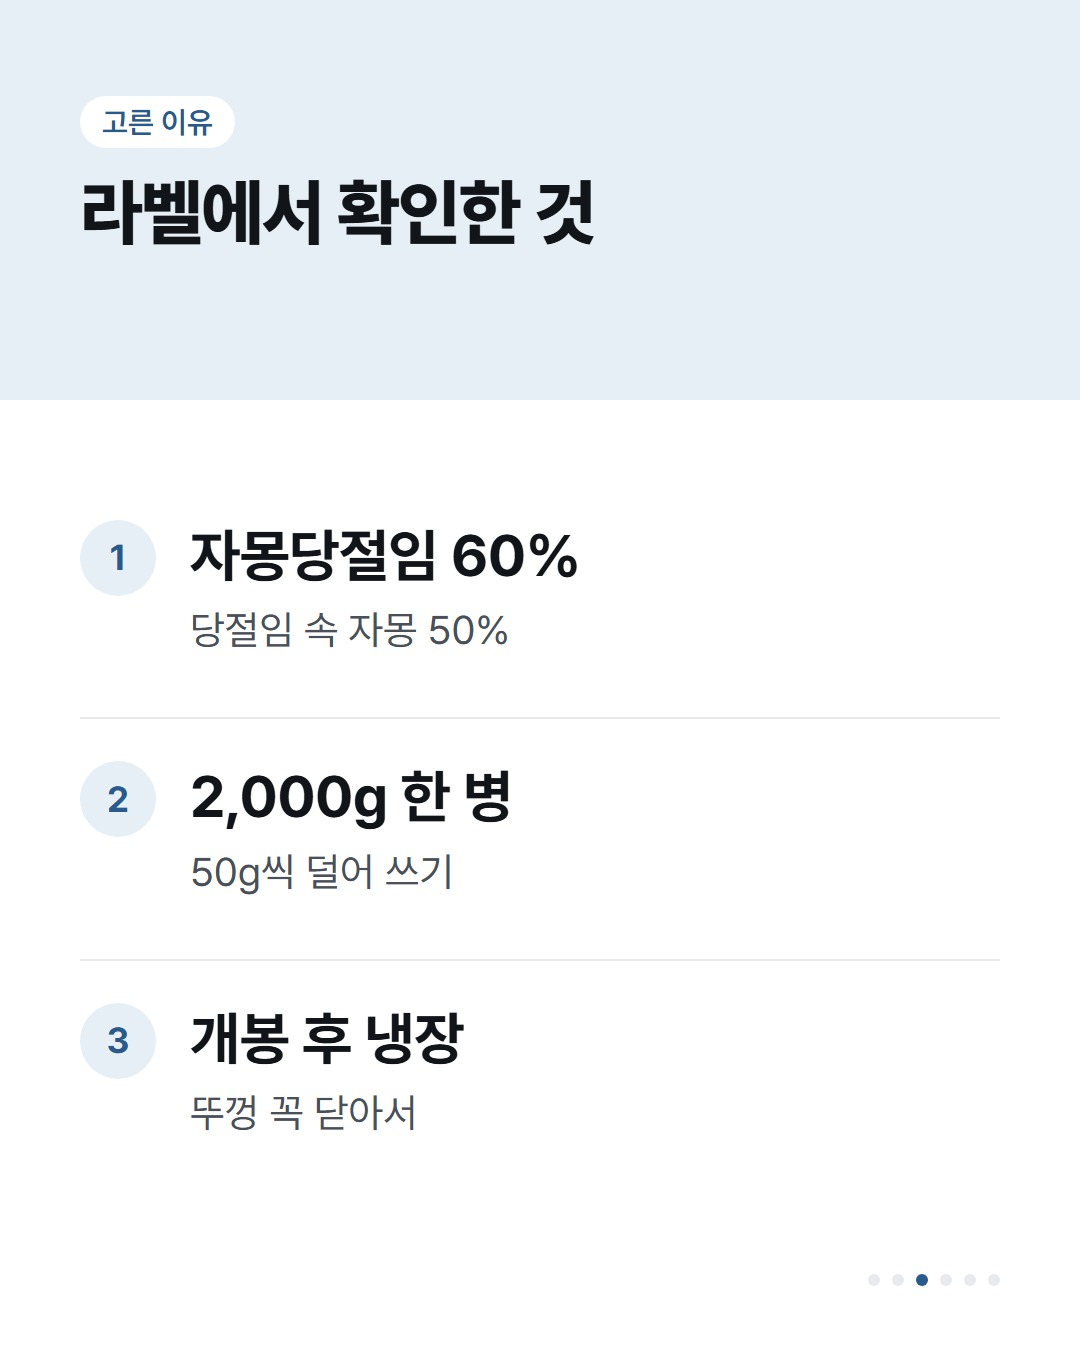 고른 이유
라벨에서 확인한 것
1
자몽당절임 60%
당절임 속 자몽 50%
2
2,000g 한 병
50g씩 덜어 쓰기
3
개봉 후 냉장
뚜껑 꼭 닫아서